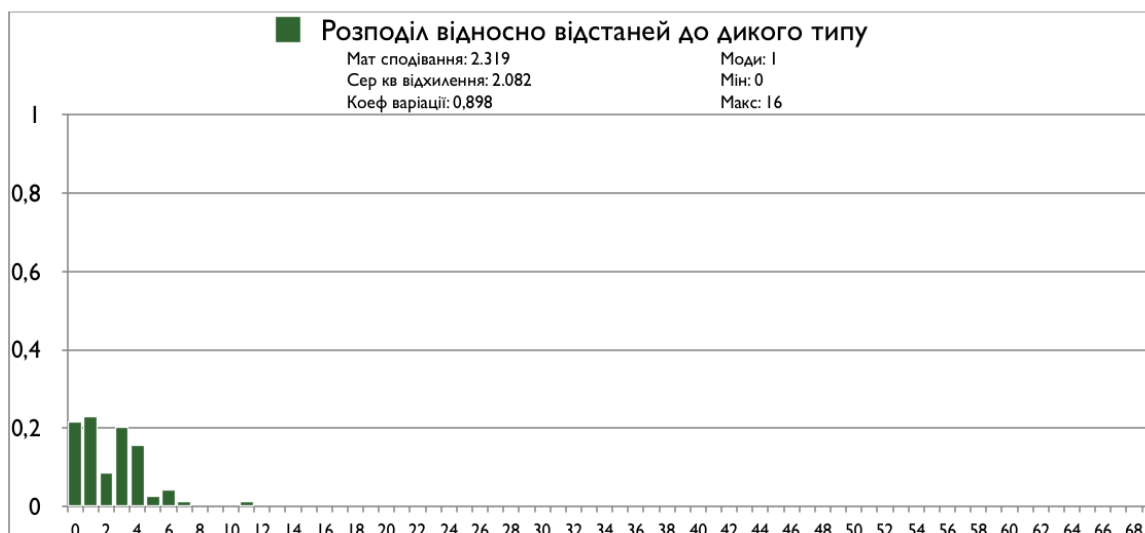 Розподіл відносно відстаней до дикого типу
Мат сподівання: 2.319 Моди: 1
Сер кв відхилення: 2.082 Мін: 0
Коеф варіації: 0,898 Макс: 16
1
0,8
0,6
0,4
0,2
0
0 2 4 6 8 10 12 14 16 18 20 22 24 26 28 30 32 34 36 38 40 42 44 46 48 50 52 54 56 58 60 62 64 66 68